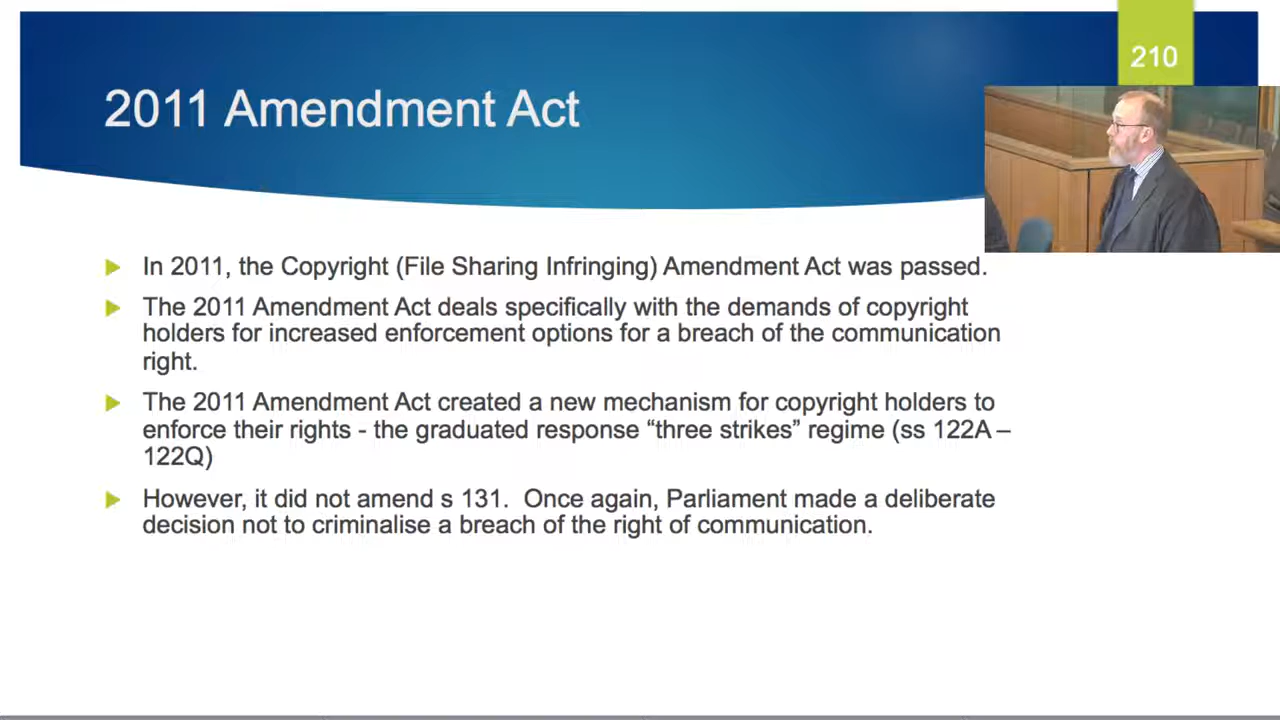 210
2011 Amendment Act
In 2011, the Copyright (File Sharing Infringing) Amendment Act was passed.
The 2011 Amendment Act deals specifically with the demands of copyright
holders for increased enforcement options for a breach of the communication
right.
The 2011 Amendment Act created a new mechanism for copyright holders to
enforce their rights - the graduated response “three strikes” regime (ss 122A –
122Q)
However, it did not amend s 131.  Once again, Parliament made a deliberate
decision not to criminalise a breach of the right of communication.